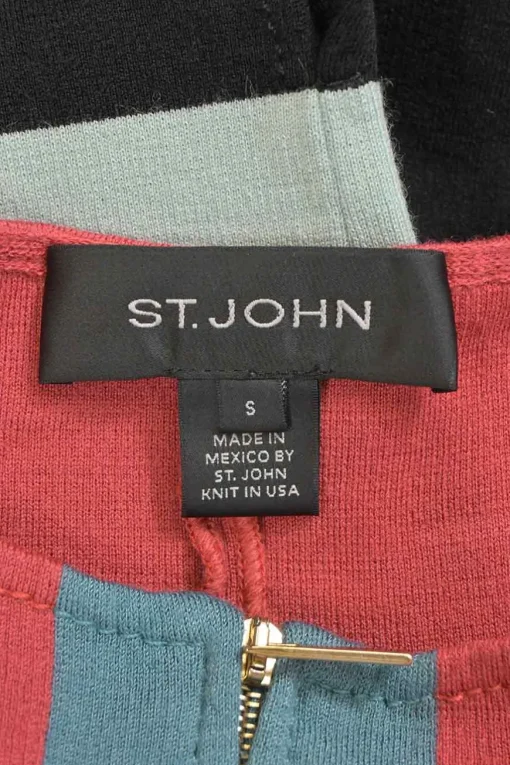 ST. JOHN
S
MADE IN
MEXICO BY
ST. JOHN
KNIT IN USA